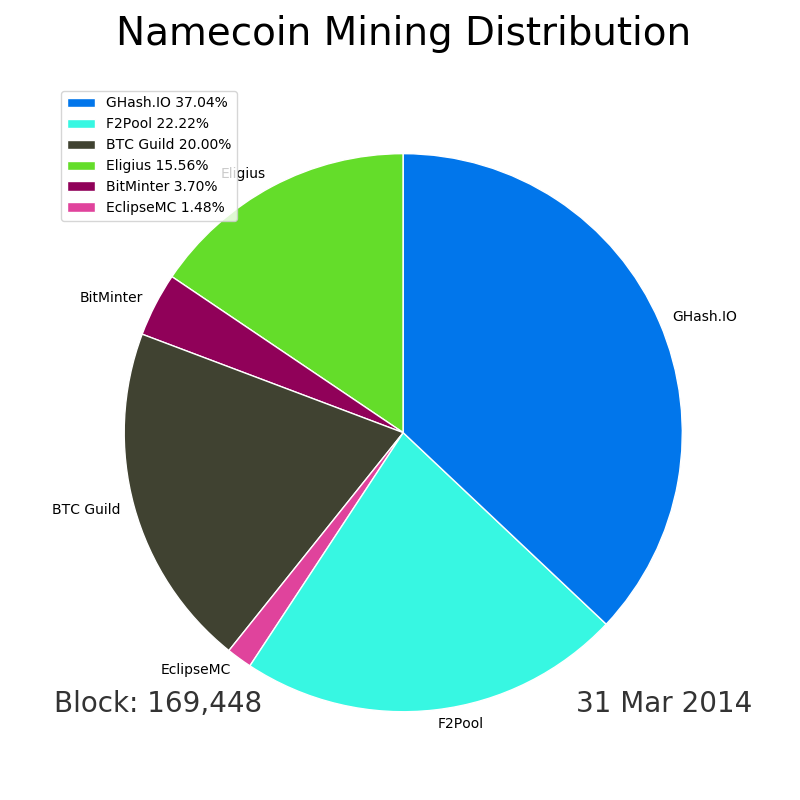 Namecoin Mining Distribution
GHash.IO 37.04%
F2Pool 22.22%
BTC Guild 20.00%
Eligius 15.56%
BitMinter 3.70%
EclipseMC 1.48%
Eligius
BitMinter
GHash.IO
BTC Guild
EclipseMC
F2Pool
Block: 169,448
31 Mar 2014